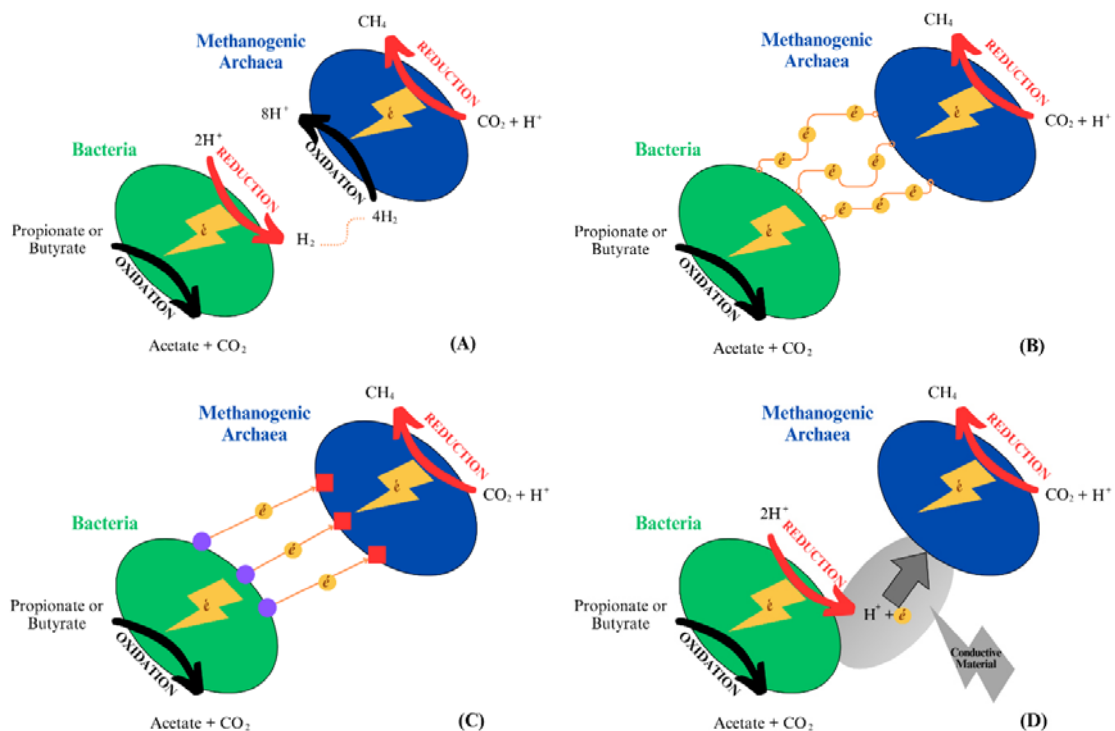 CH₄
Methanogenic
Archaea
REDUCTION
é
8H⁺
CO₂ + H⁺
OXIDATION
Bacteria
2H⁺
REDUCTION
4H₂
é
H₂
Propionate or
Butyrate
OXIDATION
Acetate + CO₂
(A)
CH₄
Methanogenic
Archaea
REDUCTION
é
é
é
CO₂ + H⁺
Bacteria
é
é
é
é
é
é
Propionate or
Butyrate
é
OXIDATION
Acetate + CO₂
(B)
CH₄
Methanogenic
Archaea
REDUCTION
é
CO₂ + H⁺
é
Bacteria
é
é
é
Propionate or
Butyrate
OXIDATION
Acetate + CO₂
(C)
CH₄
Methanogenic
Archaea
REDUCTION
é
CO₂ + H⁺
2H⁺
Bacteria
REDUCTION
é
H⁺ + é
Propionate or
Butyrate
OXIDATION
Conductive
Material
Acetate + CO₂
(D)